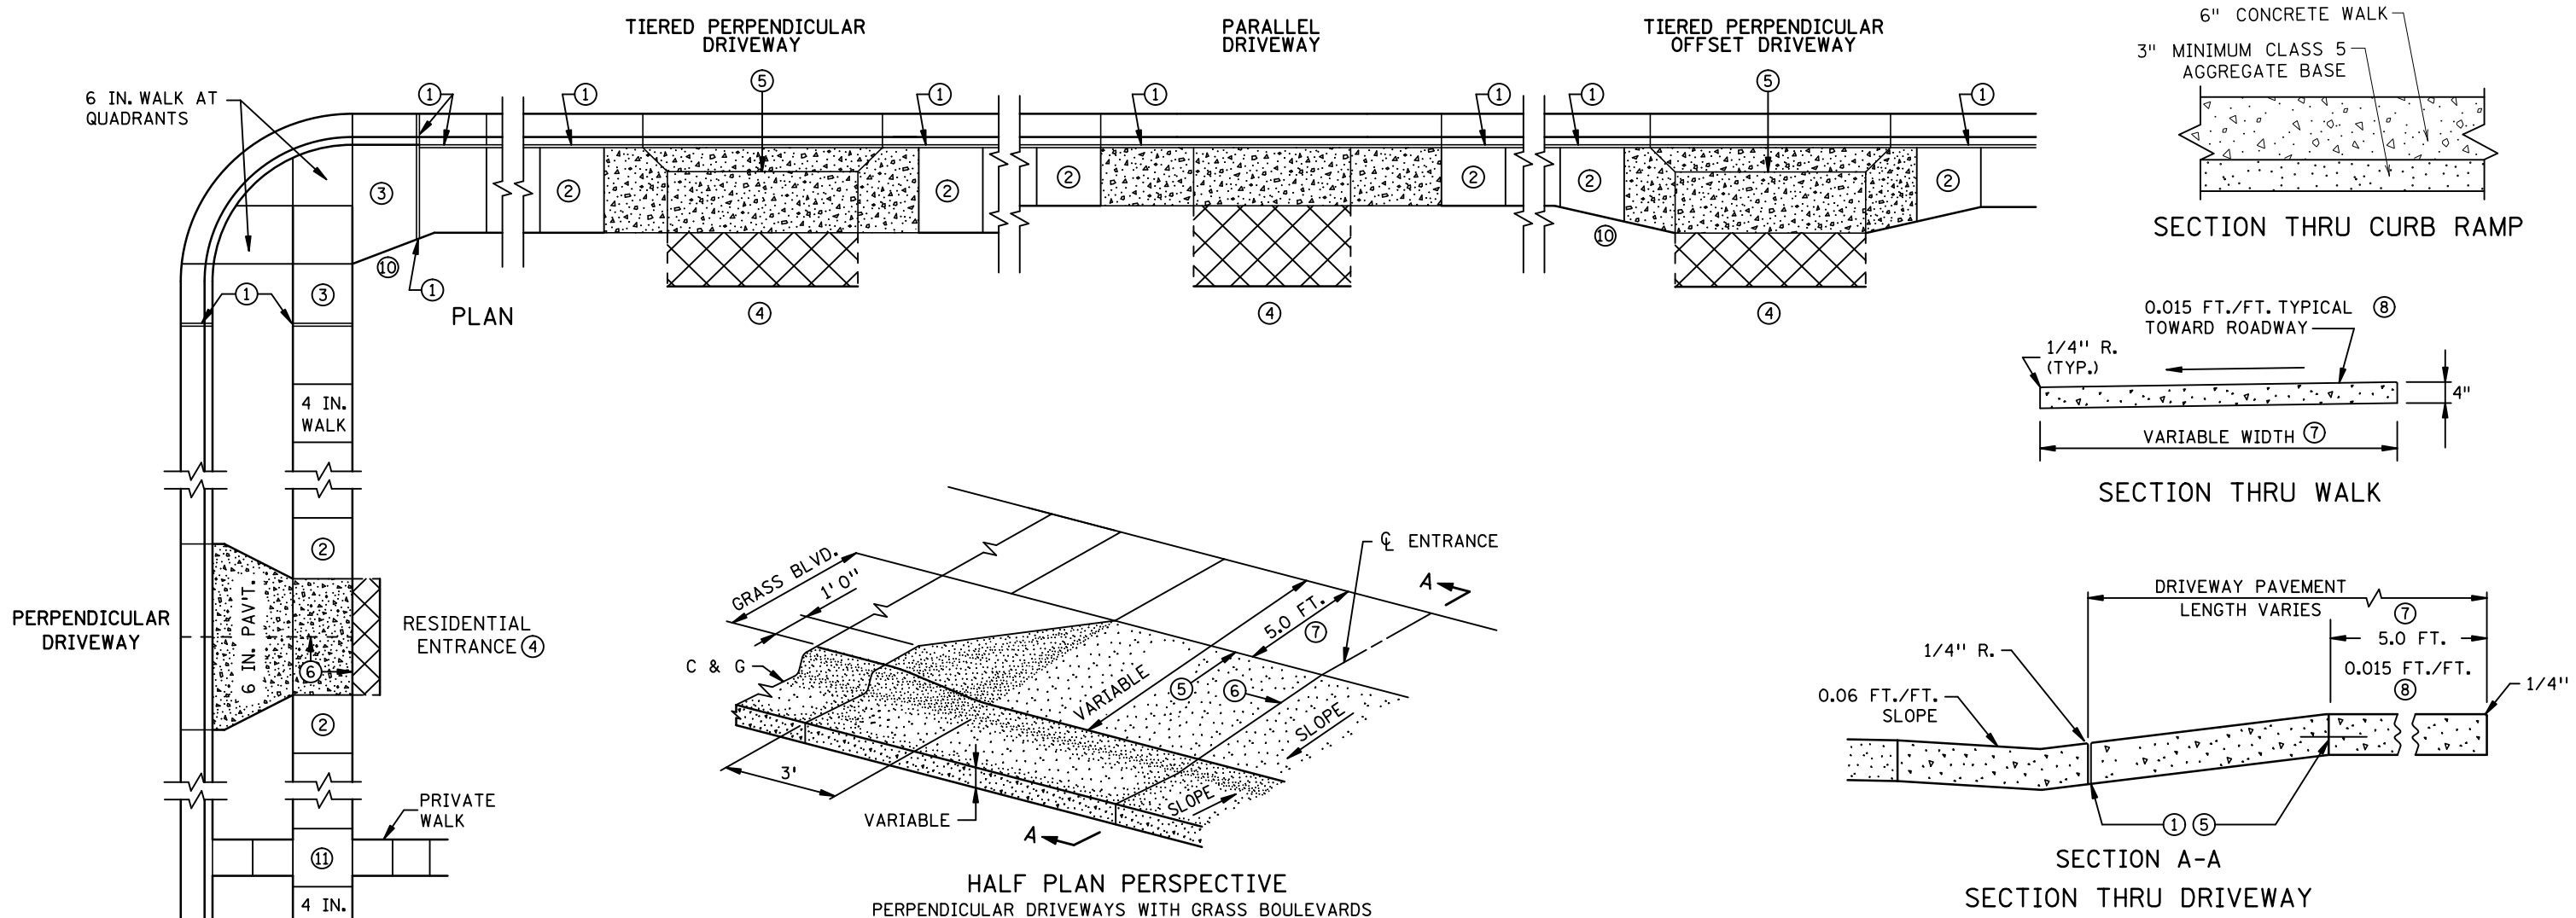 TIERED PERPENDICULAR
DRIVEWAY
PARALLEL
DRIVEWAY
TIERED PERPENDICULAR
OFFSET DRIVEWAY
6" CONCRETE WALK
3" MINIMUM CLASS 5
AGGREGATE BASE
SECTION THRU CURB RAMP
6 IN. WALK AT
QUADRANTS
1
1
5
1
1
1
1
5
1
3
2
2
2
2
2
2
10
10
1
3
1
PLAN
4
4
4
0.015 FT./FT. TYPICAL 8
TOWARD ROADWAY
1/4" R.
(TYP.)
4"
VARIABLE WIDTH 7
SECTION THRU WALK
4 IN.
WALK
2
PERPENDICULAR
DRIVEWAY
6 IN. PAV'T.
6
RESIDENTIAL
ENTRANCE 4
2
PRIVATE
WALK
11
4 IN.
GRASS BLVD.
1' 0"
C & G
3'
VARIABLE
VARIABLE
5
5.0 FT.
7
6
℄ ENTRANCE
A
SLOPE
SLOPE
A
HALF PLAN PERSPECTIVE
PERPENDICULAR DRIVEWAYS WITH GRASS BOULEVARDS
DRIVEWAY PAVEMENT
LENGTH VARIES
7
5.0 FT.
0.015 FT./FT.
8
1/4" R.
1/4"
0.06 FT./FT.
SLOPE
1 5
SECTION A-A
SECTION THRU DRIVEWAY